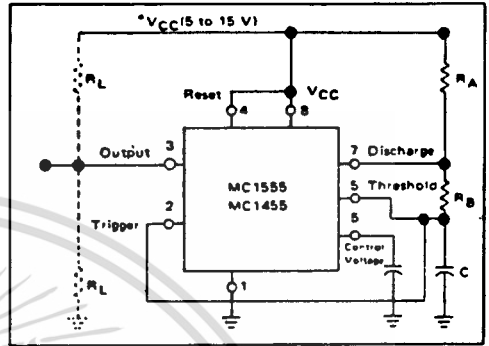 +VCC (5 to 15 V)
RL
Reset
4
VCC
8
RA
Output
3
7
Discharge
MC1555
MC1455
5
Threshold
RB
Trigger
2
5
Control
Voltage
C
RL
1